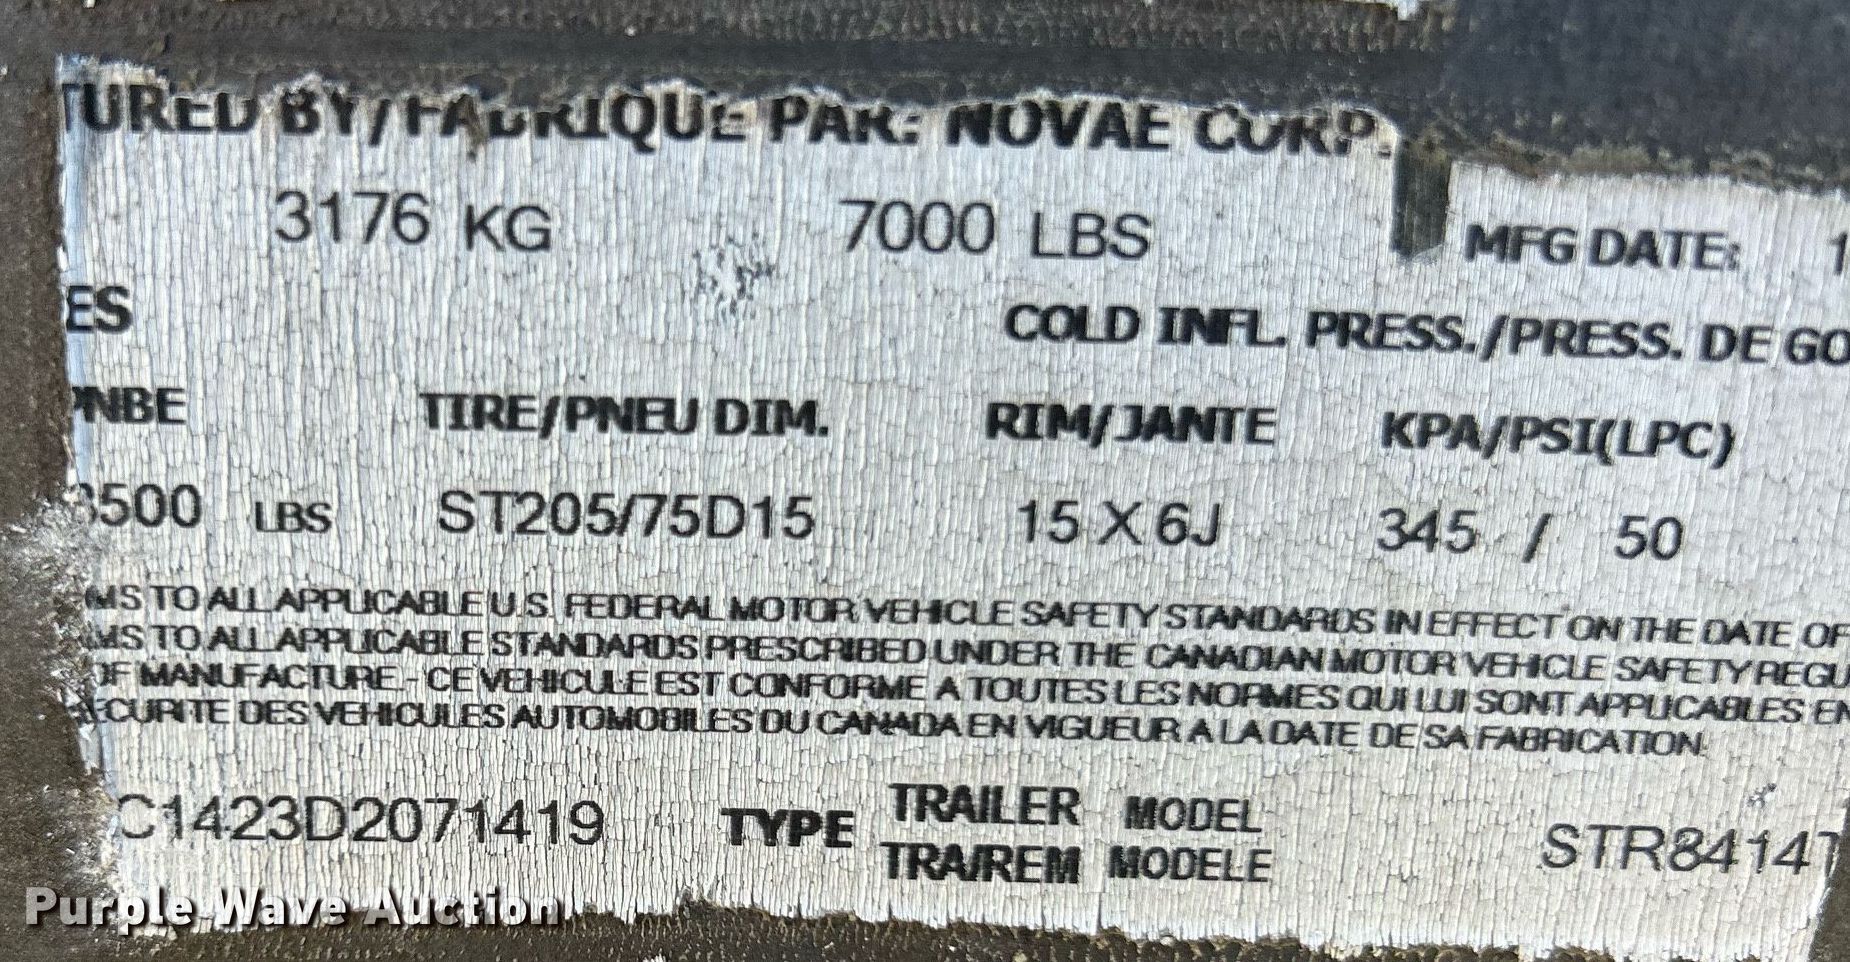 TURED BY/FABRIQUE PAR: NOVAE CORP.
3176 KG 7000 LBS MFG DATE: 1
ES
COLD INFL. PRESS./PRESS. DE GO
PNBE TIRE/PNEU DIM. RIM/JANTE KPA/PSI(LPC)
3500 LBS ST205/75D15 15 X 6J 345 / 50
MS TO ALL APPLICABLE U.S. FEDERAL MOTOR VEHICLE SAFETY STANDARDS IN EFFECT ON THE DATE OF
MS TO ALL APPLICABLE STANDARDS PRESCRIBED UNDER THE CANADIAN MOTOR VEHICLE SAFETY REGU
OF MANUFACTURE.- CE VEHICULE EST CONFORME A TOUTES LES NORMES QUI LUI SONT APPLICABLES EN
SECURITE DES VEHICULES AUTOMOBILES DU CANADA EN VIGUEUR A LA DATE DE SA FABRICATION.
C1423D2071419 TYPE TRAILER MODEL STR8414T
TRA/REM MODELE
Purple Wave Auction